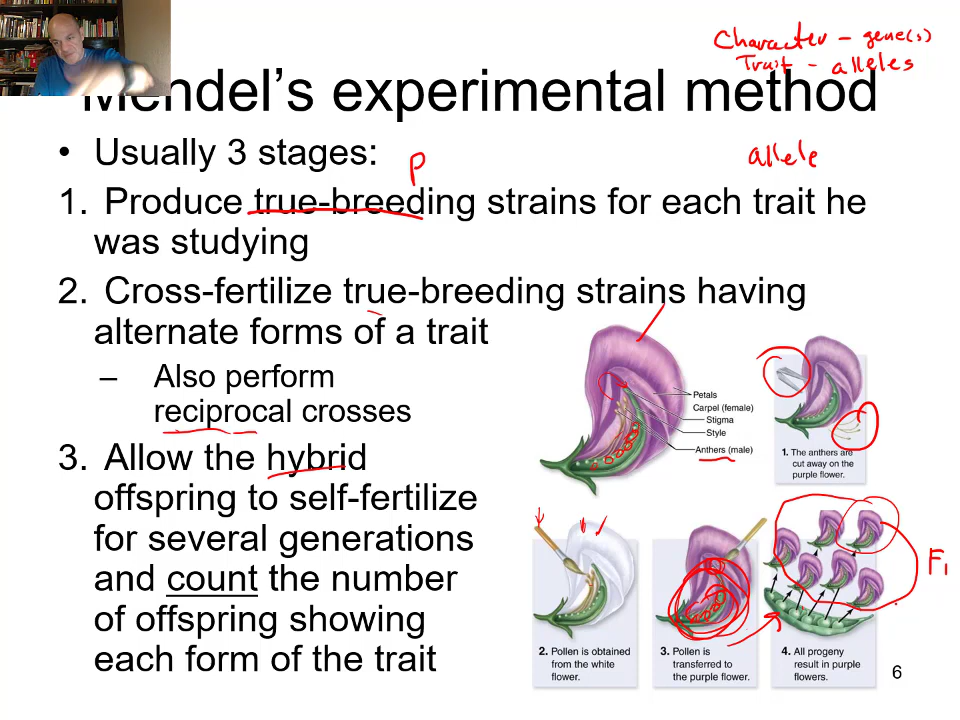 Character – gene(s)
Trait – alleles
Mendel's experimental method
• Usually 3 stages:
P
allele
1. Produce true-breeding strains for each trait he
was studying
2. Cross-fertilize true-breeding strains having
alternate forms of a trait
– Also perform
reciprocal crosses
3. Allow the hybrid
offspring to self-fertilize
for several generations
and count the number
of offspring showing
each form of the trait
Petals
Carpel (female)
Stigma
Style
Anthers (male)
1. The anthers are
cut away on the
purple flower.
2. Pollen is obtained
from the white
flower.
3. Pollen is
transferred to
the purple flower.
4. All progeny
result in purple
flowers.
F1
6